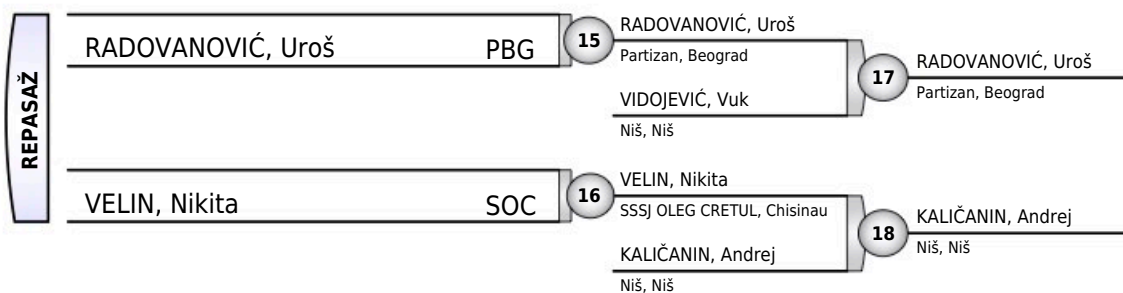 REPASAŽ
RADOVANOVIĆ, Uroš PBG
15
RADOVANOVIĆ, Uroš
Partizan, Beograd
VIDOJEVIĆ, Vuk
Niš, Niš
17
RADOVANOVIĆ, Uroš
Partizan, Beograd
VELIN, Nikita SOC
16
VELIN, Nikita
SSSJ OLEG CRETUL, Chisinau
KALIČANIN, Andrej
Niš, Niš
18
KALIČANIN, Andrej
Niš, Niš